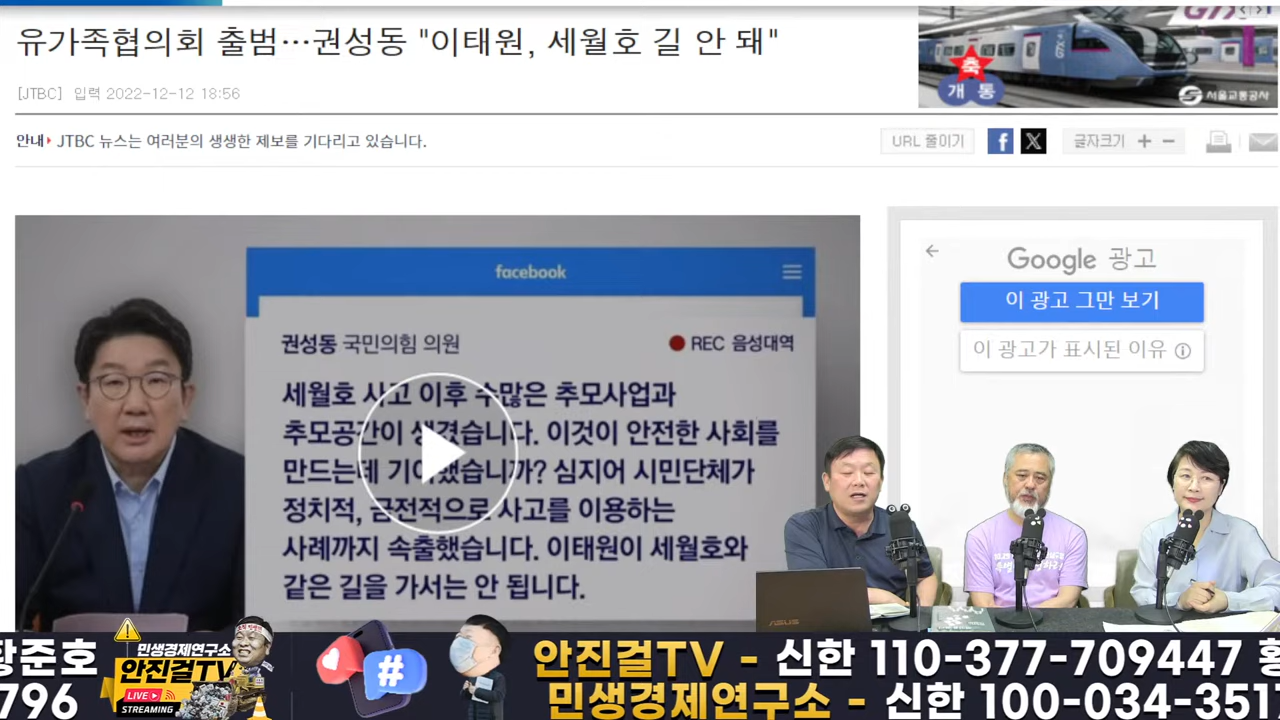 유가족협의회 출범…권성동 "이태원, 세월호 길 안 돼"
[JTBC] 입력 2022-12-12 18:56
축
개 통
서울교통공사
안내 JTBC 뉴스는 여러분의 생생한 제보를 기다리고 있습니다.
URL 줄이기
글자크기 + −
facebook
권성동 국민의힘 의원
REC 음성대역
세월호 사고 이후 수많은 추모사업과
추모공간이 생겼습니다. 이것이 안전한 사회를
만드는데 기여했습니까? 심지어 시민단체가
정치적, 금전적으로 사고를 이용하는
사례까지 속출했습니다. 이태원이 세월호와
같은 길을 가서는 안 됩니다.
← Google 광고
이 광고 그만 보기
이 광고가 표시된 이유
ASUS
장준호
796
민생경제연구소
안진걸TV
LIVE
STREAMING
#
안진걸TV - 신한 110-377-709447 황
민생경제연구소 - 신한 100-034-3517